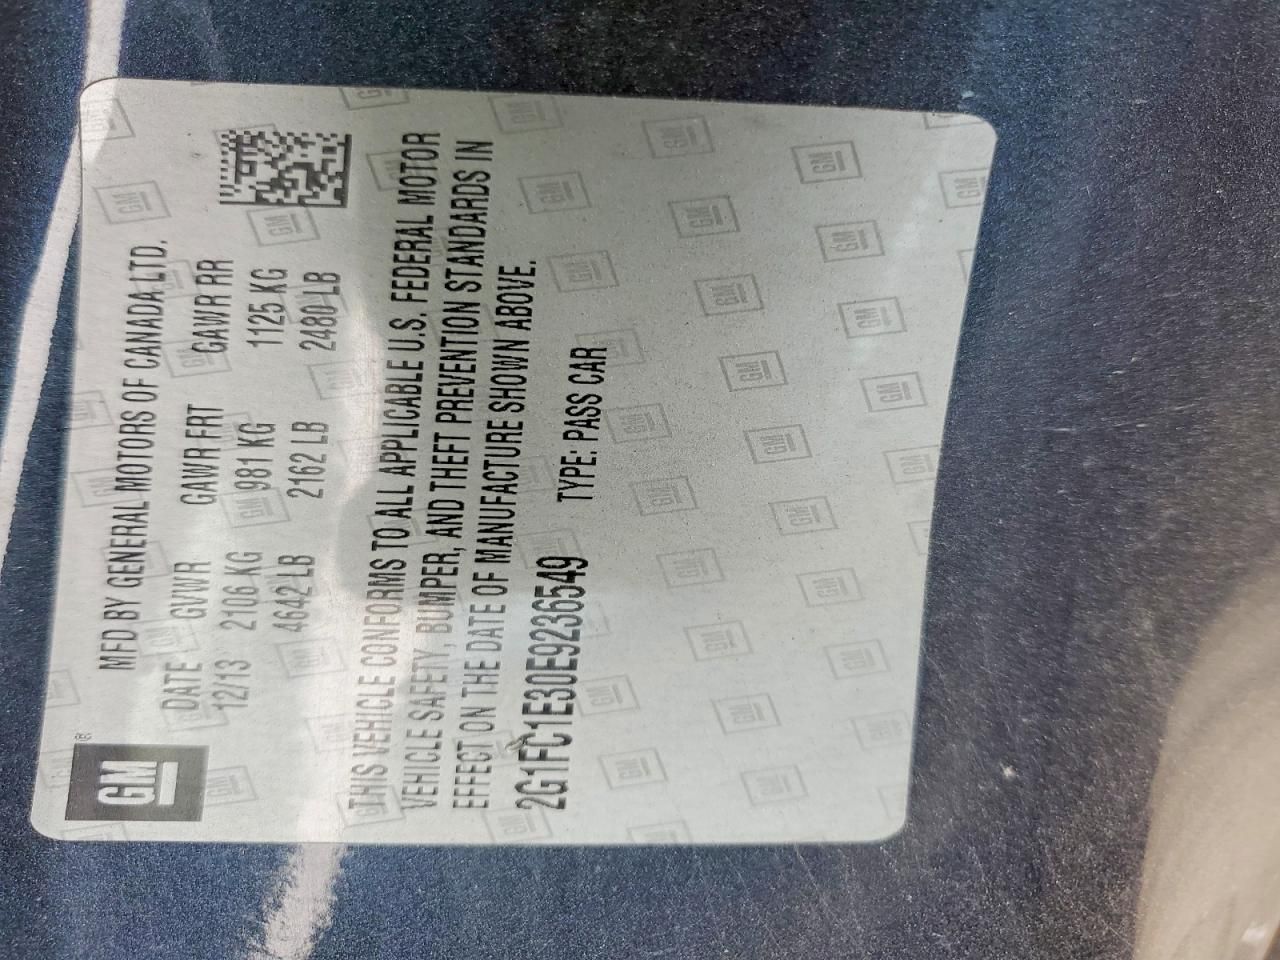 GM®
MFD BY GENERAL MOTORS OF CANADA LTD.
DATE GVWR GAWR FRT GAWR RR
12/13 2106 KG 981 KG 1125 KG
4642 LB 2162 LB 2480 LB
THIS VEHICLE CONFORMS TO ALL APPLICABLE U.S. FEDERAL MOTOR
VEHICLE SAFETY, BUMPER, AND THEFT PREVENTION STANDARDS IN
EFFECT ON THE DATE OF MANUFACTURE SHOWN ABOVE.
2G1FC1E30E9236549 TYPE: PASS CAR